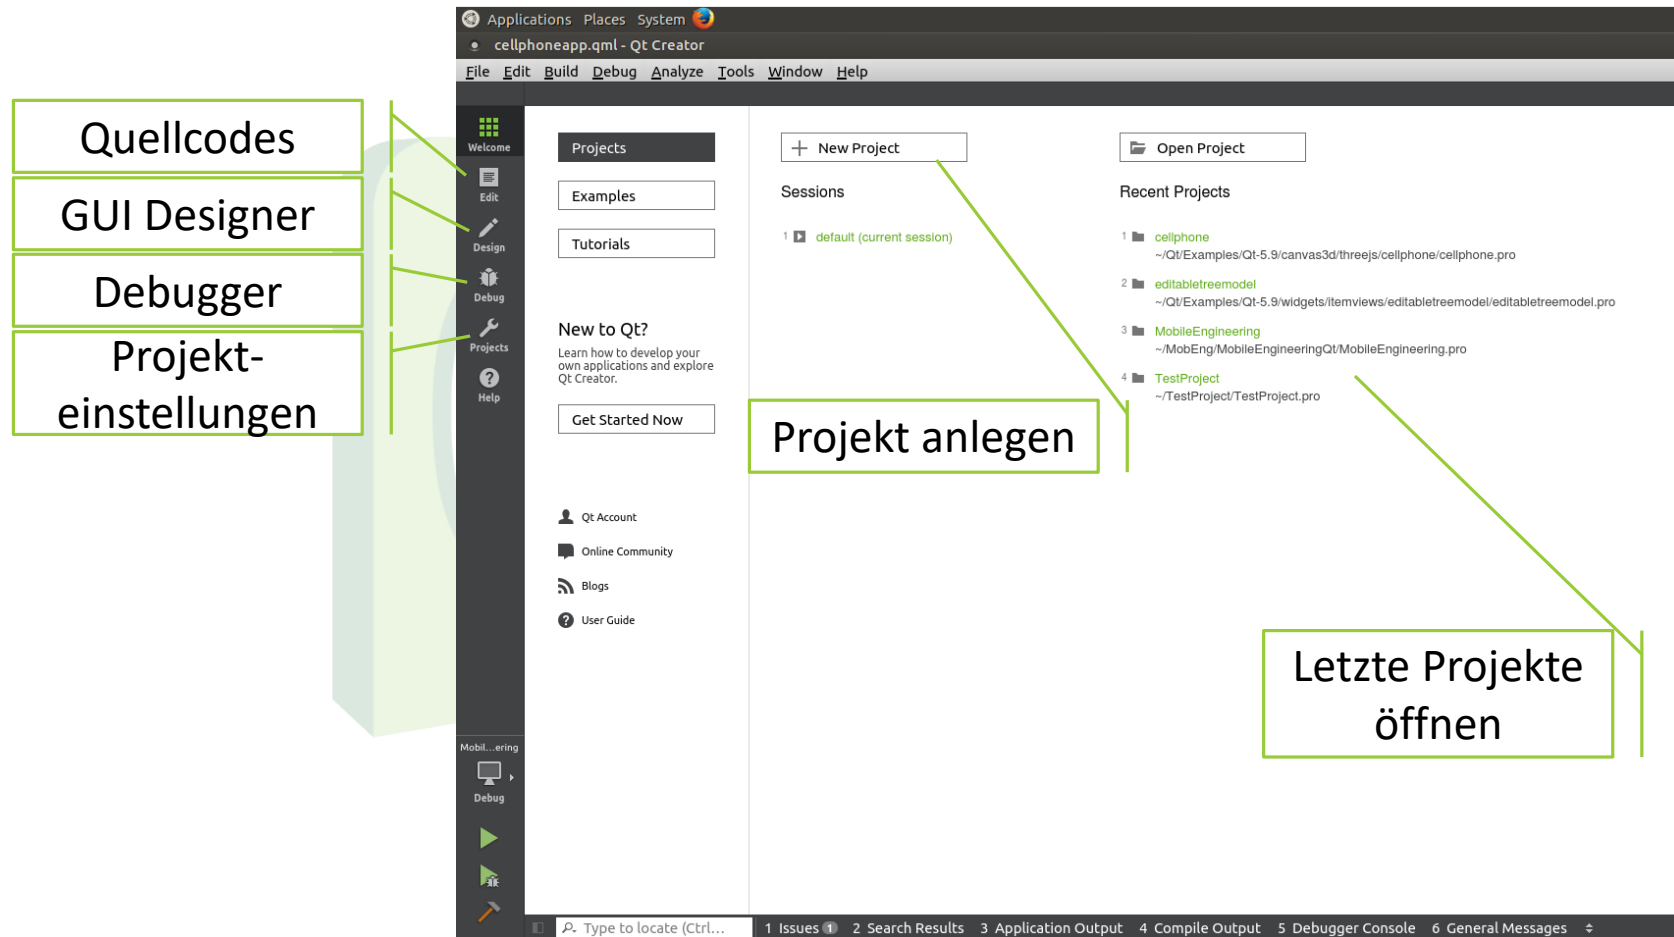 Applications Places System
cellphoneapp.qml - Qt Creator
File Edit Build Debug Analyze Tools Window Help
Quellcodes
GUI Designer
Debugger
Projekt-
einstellungen
Welcome
Edit
Design
Debug
Projects
Help
Projects
Examples
Tutorials
New to Qt?
Learn how to develop your
own applications and explore
Qt Creator.
Get Started Now
Qt Account
Online Community
Blogs
User Guide
New Project
Sessions
1 default (current session)
Projekt anlegen
Open Project
Recent Projects
1 cellphone
~/Qt/Examples/Qt-5.9/canvas3d/threejs/cellphone/cellphone.pro
2 editabletreemodel
~/Qt/Examples/Qt-5.9/widgets/itemviews/editabletreemodel/editabletreemodel.pro
3 MobileEngineering
~/MobEng/MobileEngineeringQt/MobileEngineering.pro
4 TestProject
~/TestProject/TestProject.pro
Letzte Projekte
öffnen
Mobil...ering
Debug
Type to locate (Ctrl... 1 Issues 1 2 Search Results 3 Application Output 4 Compile Output 5 Debugger Console 6 General Messages